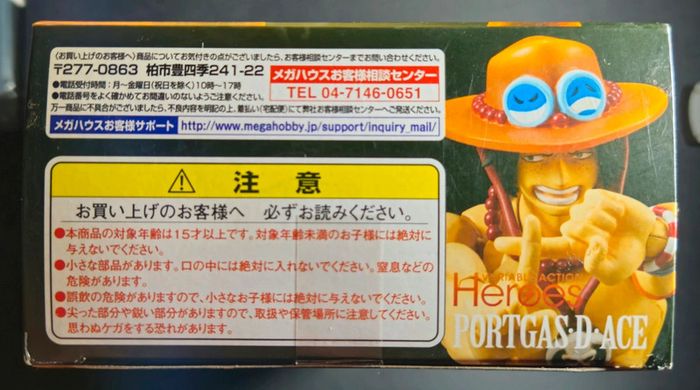 (お買い上げのお客様へ)商品についてお気付きの点がございましたら、お客様相談センターまでお問い合わせください。
〒277-0863 柏市豊四季241-22
●電話受付時間:月〜金曜日(祝日を除く)10時〜17時
●電話番号をよく確かめてお間違いのないようご注意ください。
メガハウスお客様相談センター
TEL 04-7146-0651
万一商品に不具合がございましたら、不良内容を明記の上、着払い(宅配便)にて弊社お客様相談センターへご発送ください。
メガハウスお客様サポート http://www.megahobby.jp/support/inquiry_mail/
注意
お買い上げのお客様へ 必ずお読みください。
●本商品の対象年齢は15才以上です。対象年齢未満のお子様には絶対に
与えないでください。
●小さな部品があります。口の中には絶対に入れないでください。窒息などの
危険があります。
●誤飲の危険がありますので、小さなお子様には絶対に与えないでください。
●尖った部分や鋭い部分がありますので、取扱や保管場所に注意してください。
思わぬケガをする恐れがあります。
VARIABLE ACTION
Heroes
PORTGAS・D・ACE